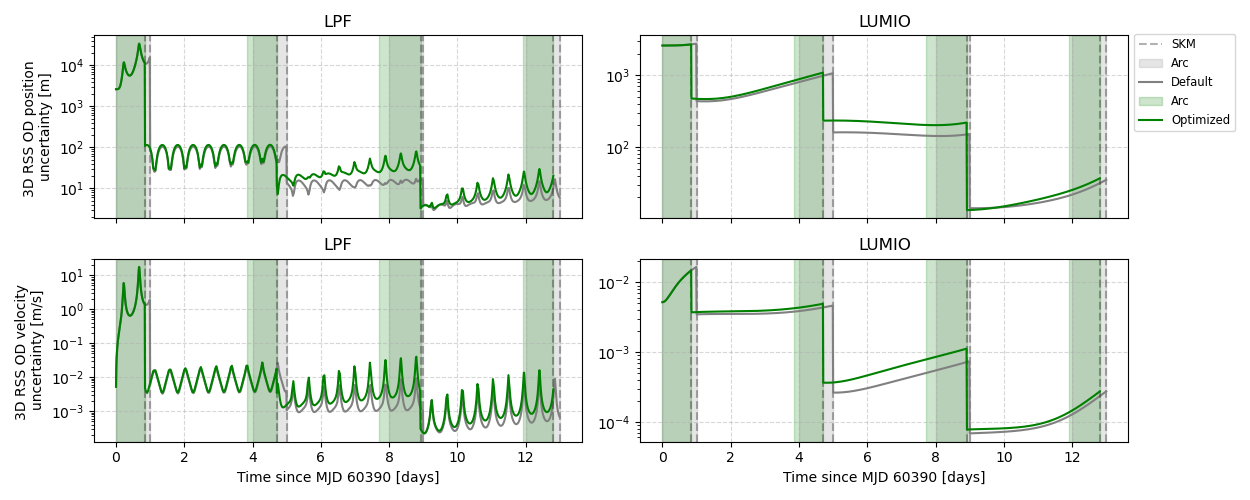 LPF
LUMIO
3D RSS OD position
uncertainty [m]
10⁴
10³
10²
10¹
10³
10²
SKM
Arc
Default
Arc
Optimized
LPF
LUMIO
3D RSS OD velocity
uncertainty [m/s]
10¹
10⁰
10⁻¹
10⁻²
10⁻³
10⁻²
10⁻³
10⁻⁴
0 2 4 6 8 10 12
0 2 4 6 8 10 12
Time since MJD 60390 [days]
Time since MJD 60390 [days]